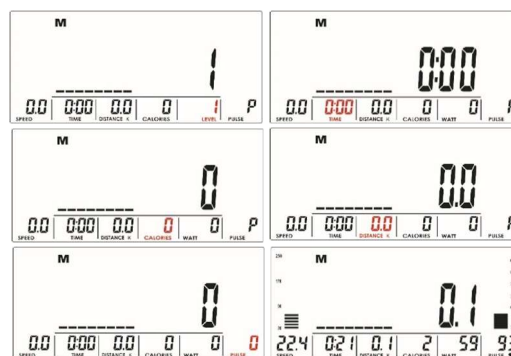 M
1
0.0 0:00 0.0 0 1 P
SPEED TIME DISTANCE K CALORIES LEVEL PULSE
M
0:00
0.0 0:00 0.0 0 0
SPEED TIME DISTANCE K CALORIES WATT PULSE
M
0
0.0 0:00 0.0 0 0 P
SPEED TIME DISTANCE K CALORIES WATT PULSE
M
0.0
0.0 0:00 0.0 0 0
SPEED TIME DISTANCE K CALORIES WATT PULSE
M
0
0.0 0:00 0.0 0 0 0
SPEED TIME DISTANCE K CALORIES WATT PULSE
M
0.1
22.4 0:21 0.1 2 59 93
SPEED TIME DISTANCE K CALORIES WATT PULSE